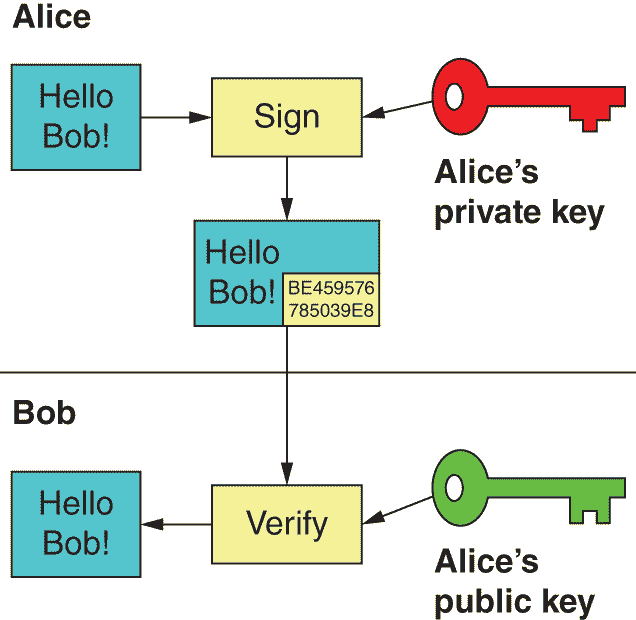 Alice
Hello
Bob!
Sign
Alice’s
private key
Hello
Bob!
BE459576
785039E8
Bob
Hello
Bob!
Verify
Alice’s
public key